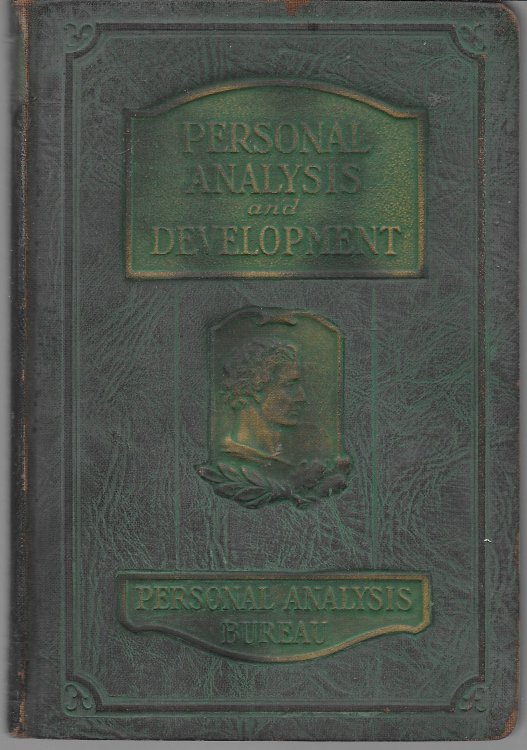 PERSONAL
ANALYSIS
and
DEVELOPMENT
PERSONAL ANALYSIS
BUREAU